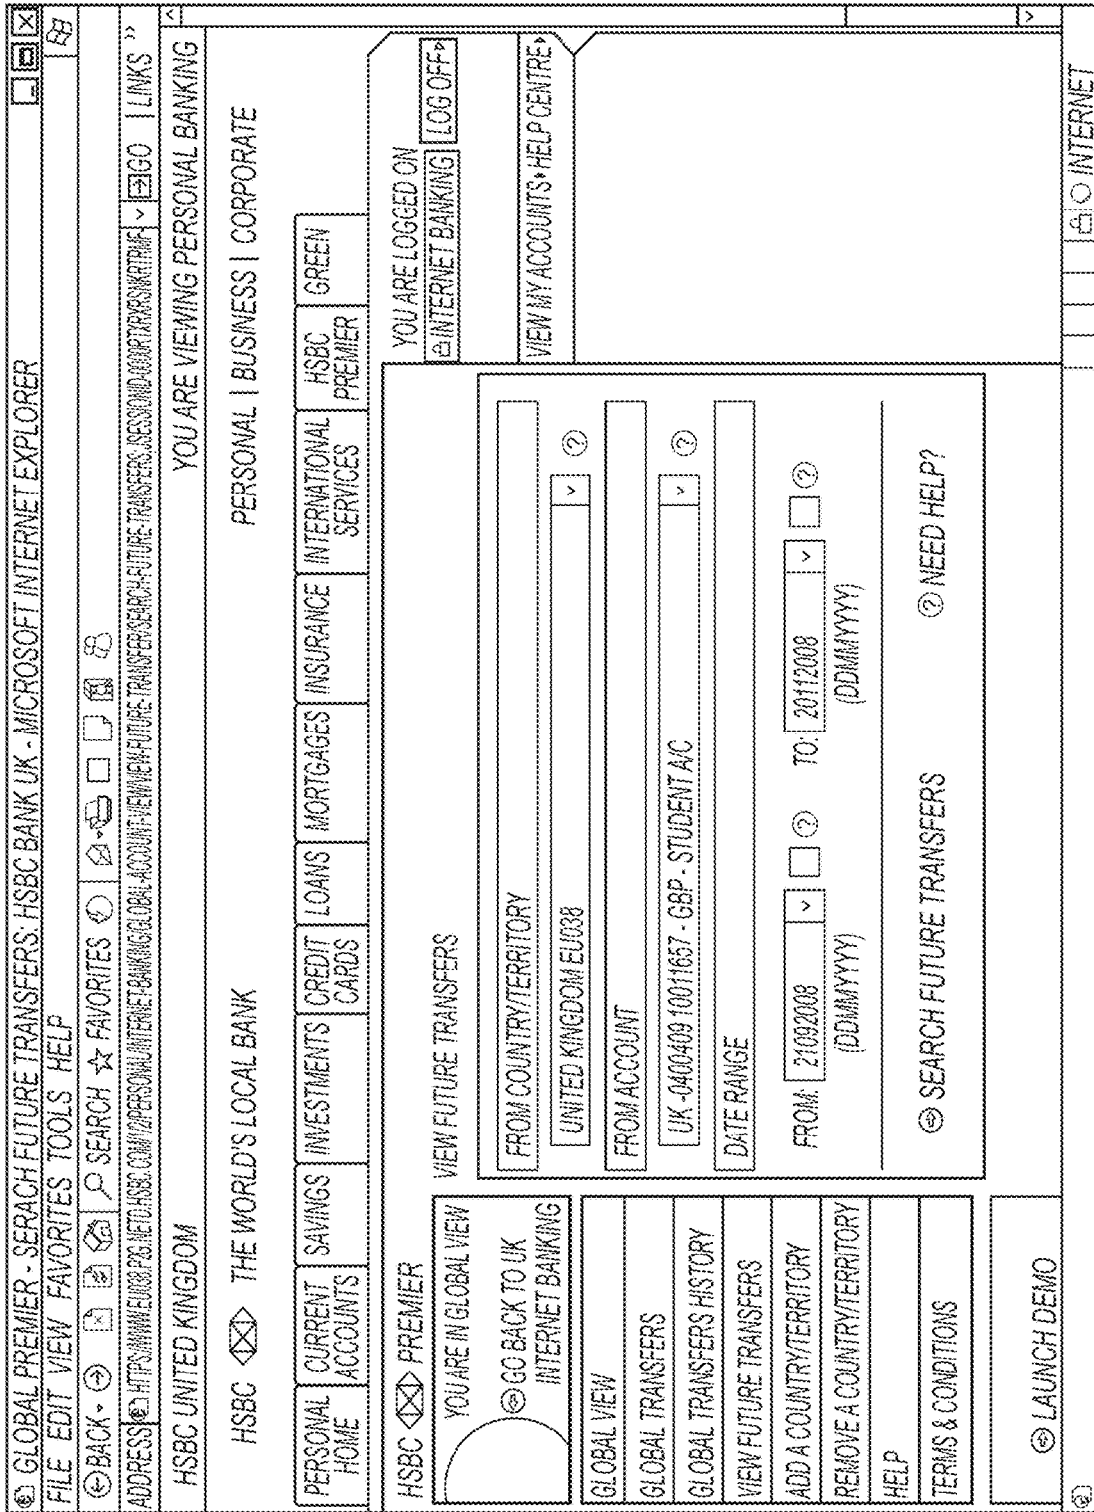 GLOBAL PREMIER - SERACH FUTURE TRANSFERS: HSBC BANK UK - MICROSOFT INTERNET EXPLORER
FILE EDIT VIEW FAVORITES TOOLS HELP
BACK SEARCH FAVORITES
ADDRESS GO LINKS »
HSBC UNITED KINGDOM YOU ARE VIEWING PERSONAL BANKING
HSBC THE WORLD'S LOCAL BANK PERSONAL | BUSINESS | CORPORATE
PERSONAL HOME
CURRENT ACCOUNTS
SAVINGS
INVESTMENTS
CREDIT CARDS
LOANS
MORTGAGES
INSURANCE
INTERNATIONAL SERVICES
HSBC PREMIER
GREEN
HSBC PREMIER
YOU ARE LOGGED ON
INTERNET BANKING LOG OFF
VIEW MY ACCOUNTS HELP CENTRE
YOU ARE IN GLOBAL VIEW
GO BACK TO UK
INTERNET BANKING
GLOBAL VIEW
GLOBAL TRANSFERS
GLOBAL TRANSFERS HISTORY
VIEW FUTURE TRANSFERS
ADD A COUNTRY/TERRITORY
REMOVE A COUNTRY/TERRITORY
HELP
TERMS & CONDITIONS
LAUNCH DEMO
VIEW FUTURE TRANSFERS
FROM COUNTRY/TERRITORY
UNITED KINGDOM EU038 ?
FROM ACCOUNT
UK -0400409 10011657 - GBP - STUDENT A/C ?
DATE RANGE
FROM: 21092008 ? TO: 20112008 ?
(DDMMYYYY) (DDMMYYYY)
SEARCH FUTURE TRANSFERS ? NEED HELP?
INTERNET